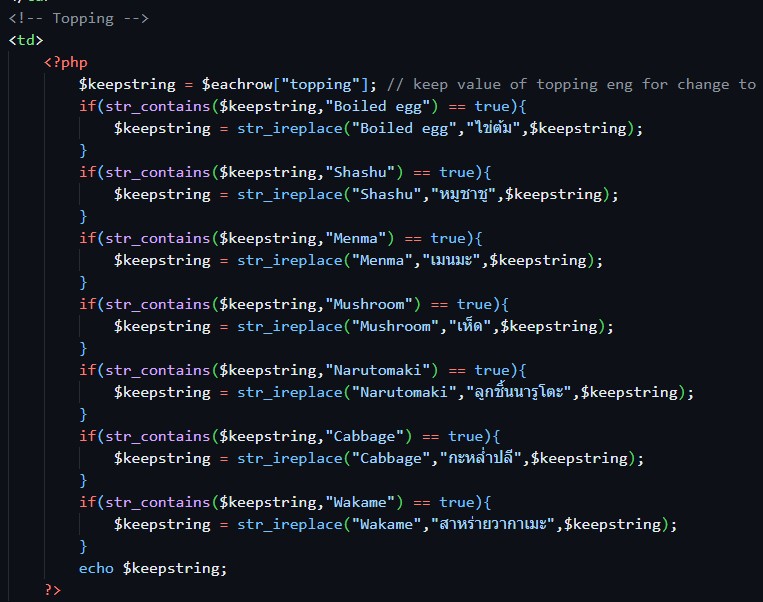 <!-- Topping -->
<td>
<?php
$keepstring = $eachrow["topping"]; // keep value of topping eng for change to
if(str_contains($keepstring,"Boiled egg") == true){
$keepstring = str_ireplace("Boiled egg","ไข่ต้ม",$keepstring);
}
if(str_contains($keepstring,"Shashu") == true){
$keepstring = str_ireplace("Shashu","หมูชาชู",$keepstring);
}
if(str_contains($keepstring,"Menma") == true){
$keepstring = str_ireplace("Menma","เมนมะ",$keepstring);
}
if(str_contains($keepstring,"Mushroom") == true){
$keepstring = str_ireplace("Mushroom","เห็ด",$keepstring);
}
if(str_contains($keepstring,"Narutomaki") == true){
$keepstring = str_ireplace("Narutomaki","ลูกชิ้นนารูโตะ",$keepstring);
}
if(str_contains($keepstring,"Cabbage") == true){
$keepstring = str_ireplace("Cabbage","กะหล่ำปลี",$keepstring);
}
if(str_contains($keepstring,"Wakame") == true){
$keepstring = str_ireplace("Wakame","สาหร่ายวากาเมะ",$keepstring);
}
echo $keepstring;
?>